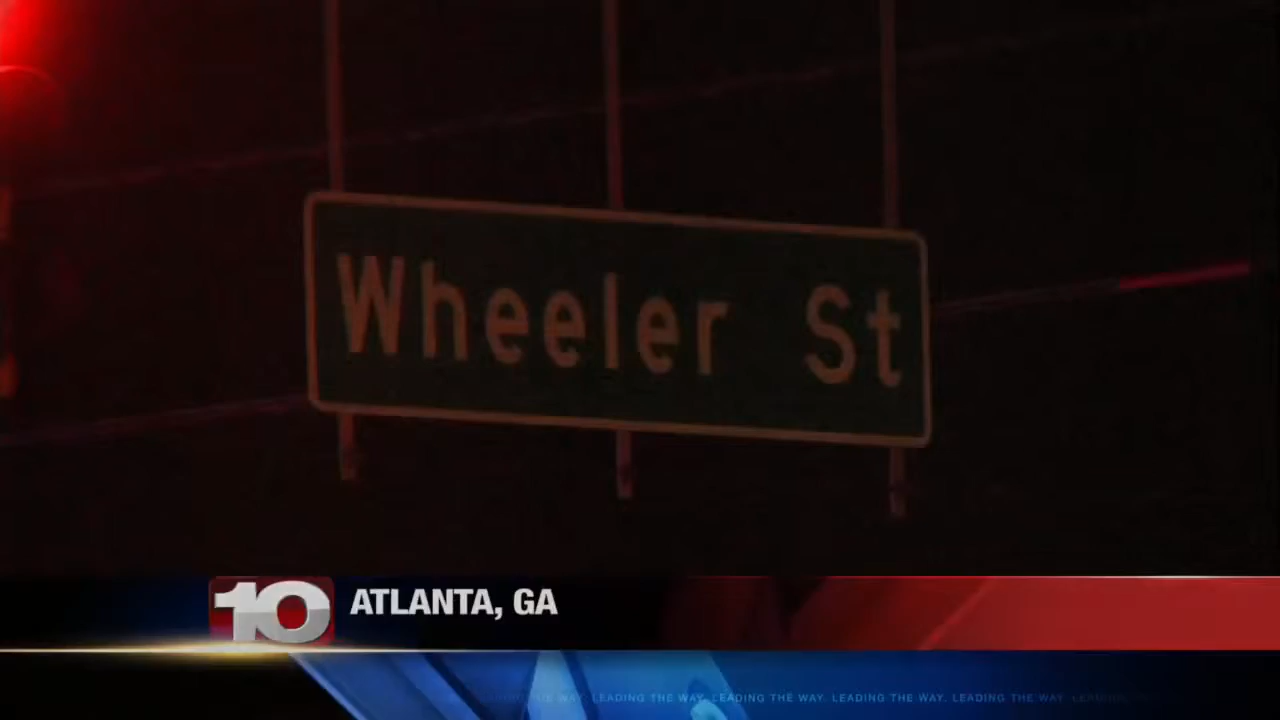 Wheeler St
10
ATLANTA, GA
LEADING THE WAY. LEADING THE WAY. LEADING THE WAY. LEADING THE WAY.